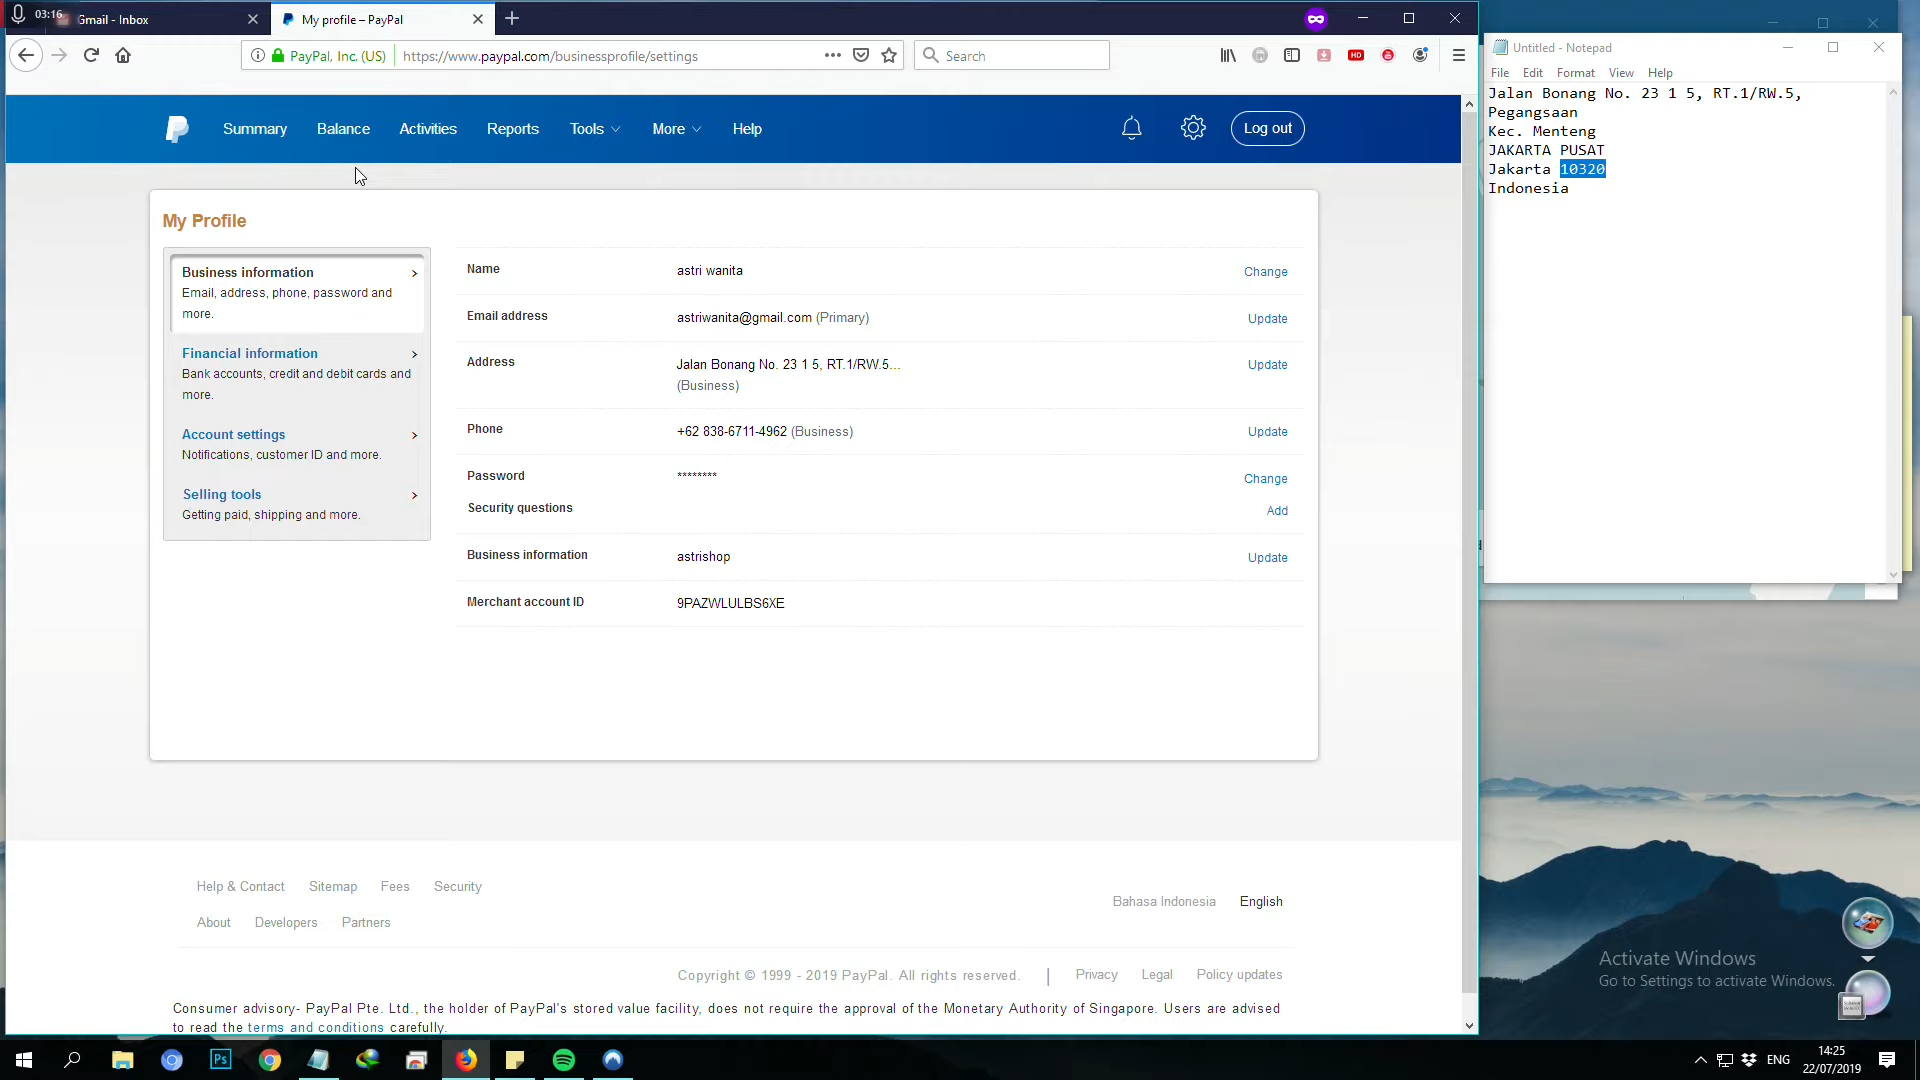 03:16
Gmail - Inbox
My profile – PayPal
PayPal, Inc. (US)
https://www.paypal.com/businessprofile/settings
Search
HD
Summary
Balance
Activities
Reports
Tools
More
Help
Log out
My Profile
Business information
Email, address, phone, password and
more.
Financial information
Bank accounts, credit and debit cards and
more.
Account settings
Notifications, customer ID and more.
Selling tools
Getting paid, shipping and more.
Name
astri wanita
Change
Email address
astriwanita@gmail.com (Primary)
Update
Address
Jalan Bonang No. 23 1 5, RT.1/RW.5...
(Business)
Update
Phone
+62 838-6711-4962 (Business)
Update
Password
********
Change
Security questions
Add
Business information
astrishop
Update
Merchant account ID
9PAZWLULBS6XE
Help & Contact
Sitemap
Fees
Security
About
Developers
Partners
Bahasa Indonesia
English
Copyright © 1999 - 2019 PayPal. All rights reserved.
Privacy
Legal
Policy updates
Consumer advisory- PayPal Pte. Ltd., the holder of PayPal's stored value facility, does not require the approval of the Monetary Authority of Singapore. Users are advised
to read the terms and conditions carefully.
Untitled - Notepad
File
Edit
Format
View
Help
Jalan Bonang No. 23 1 5, RT.1/RW.5,
Pegangsaan
Kec. Menteng
JAKARTA PUSAT
Jakarta 10320
Indonesia
Activate Windows
Go to Settings to activate Windows.
Ps
ENG
14:25
22/07/2019